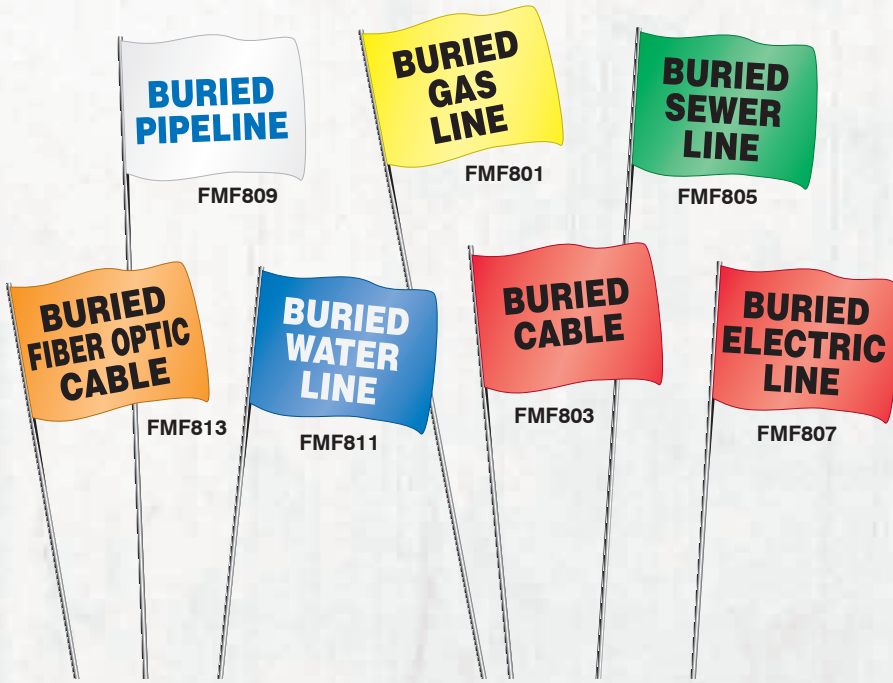 BURIED
PIPELINE
FMF809
BURIED
GAS
LINE
FMF801
BURIED
SEWER
LINE
FMF805
BURIED
FIBER OPTIC
CABLE
FMF813
BURIED
WATER
LINE
FMF811
BURIED
CABLE
FMF803
BURIED
ELECTRIC
LINE
FMF807